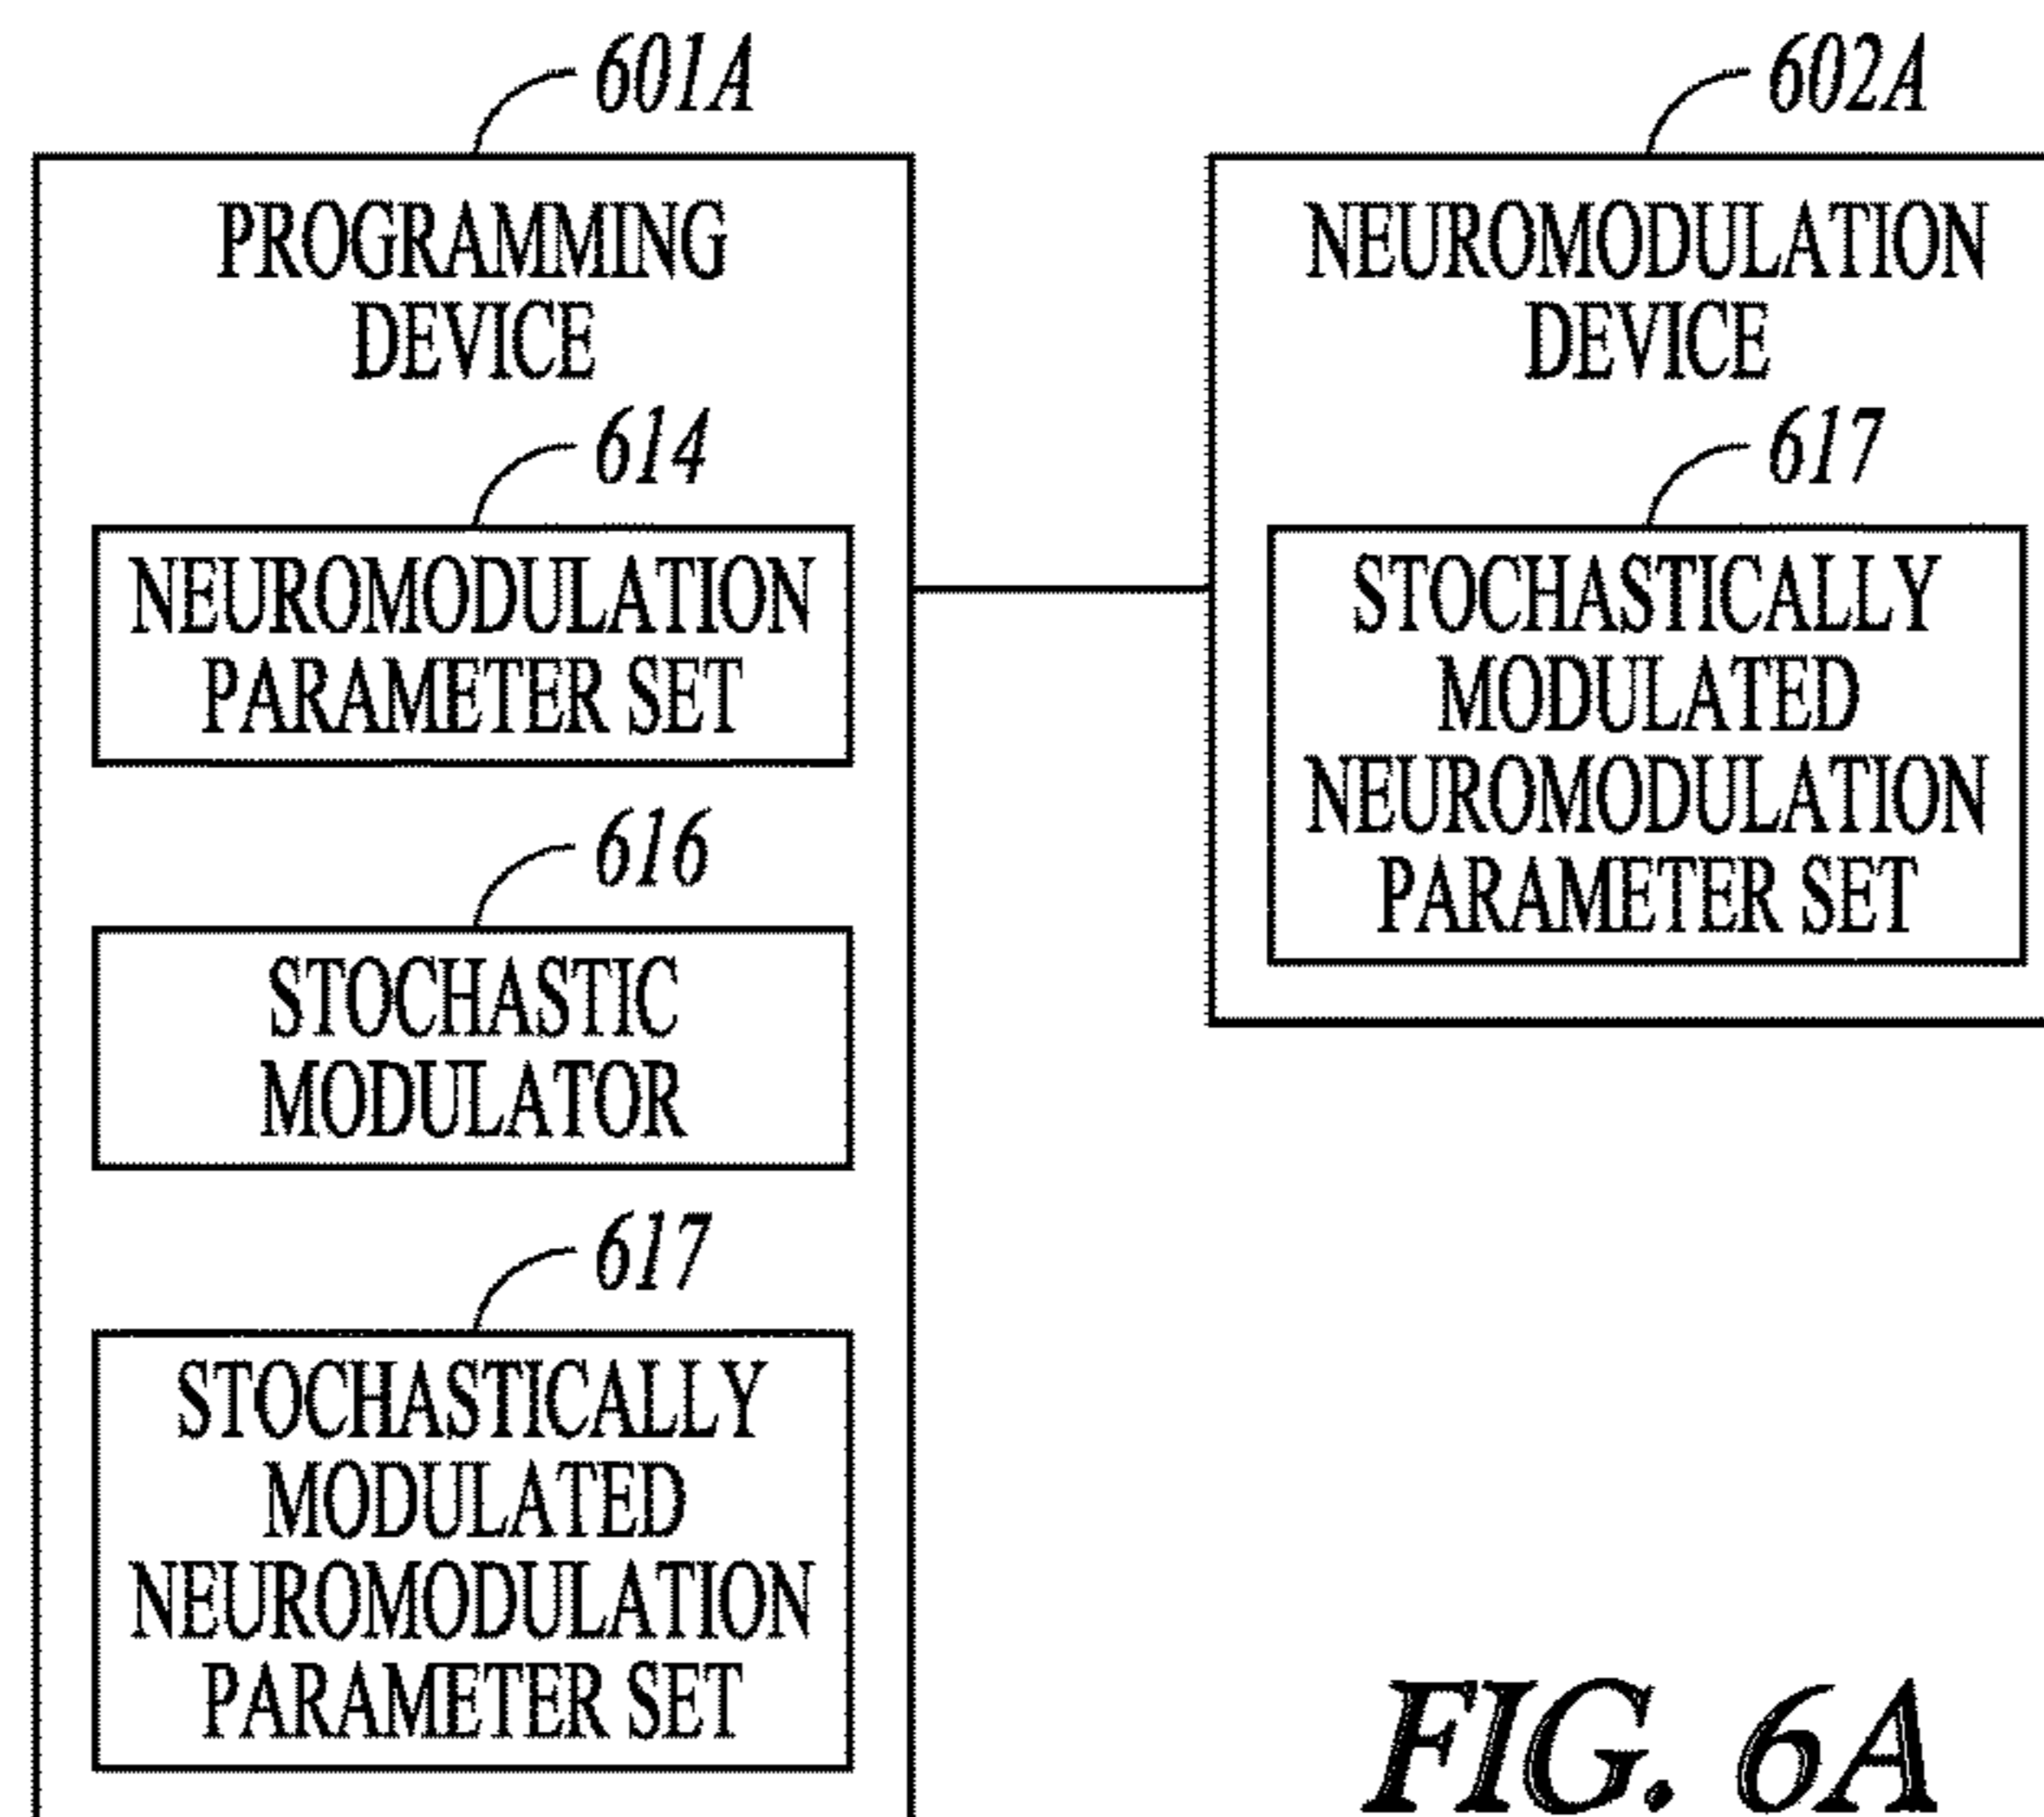 601A
PROGRAMMING
DEVICE
614
NEUROMODULATION
PARAMETER SET
616
STOCHASTIC
MODULATOR
617
STOCHASTICALLY
MODULATED
NEUROMODULATION
PARAMETER SET
602A
NEUROMODULATION
DEVICE
617
STOCHASTICALLY
MODULATED
NEUROMODULATION
PARAMETER SET
FIG. 6A